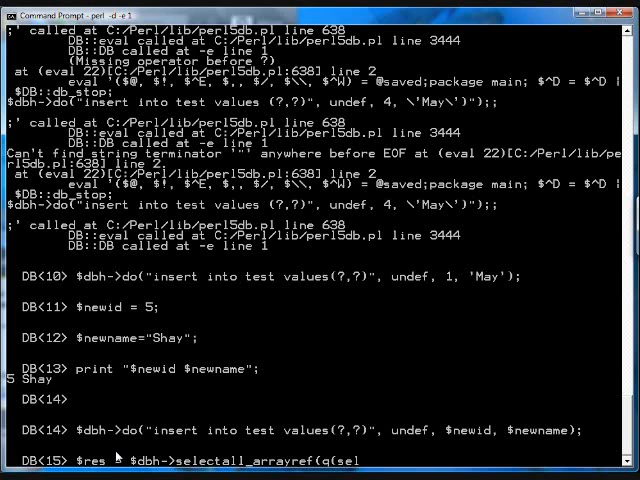 Command Prompt - perl -d -e 1
;' called at C:/Perl/lib/perl5db.pl line 638
DB::eval called at C:/Perl/lib/perl5db.pl line 3444
DB::DB called at -e line 1
(Missing operator before ?)
at (eval 22)[C:/Perl/lib/perl5db.pl:638] line 2
eval '($@, $!, $^E, $,, $/, $\\, $^W) = @saved;package main; $^D = $^D |
$DB::db_stop;
$dbh->do("insert into test values (?,?)", undef, 4, \'May\')");;
;' called at C:/Perl/lib/perl5db.pl line 638
DB::eval called at C:/Perl/lib/perl5db.pl line 3444
DB::DB called at -e line 1
Can't find string terminator '"' anywhere before EOF at (eval 22)[C:/Perl/lib/pe
rl5db.pl:638] line 2.
at (eval 22)[C:/Perl/lib/perl5db.pl:638] line 2
eval '($@, $!, $^E, $,, $/, $\\, $^W) = @saved;package main; $^D = $^D |
$DB::db_stop;
$dbh->do("insert into test values (?,?)", undef, 4, \'May\')");;
;' called at C:/Perl/lib/perl5db.pl line 638
DB::eval called at C:/Perl/lib/perl5db.pl line 3444
DB::DB called at -e line 1
DB<10> $dbh->do("insert into test values(?,?)", undef, 1, 'May');
DB<11> $newid = 5;
DB<12> $newname="Shay";
DB<13> print "$newid $newname";
5 Shay
DB<14>
DB<14> $dbh->do("insert into test values(?,?)", undef, $newid, $newname);
DB<15> $res = $dbh->selectall_arrayref(q(sel